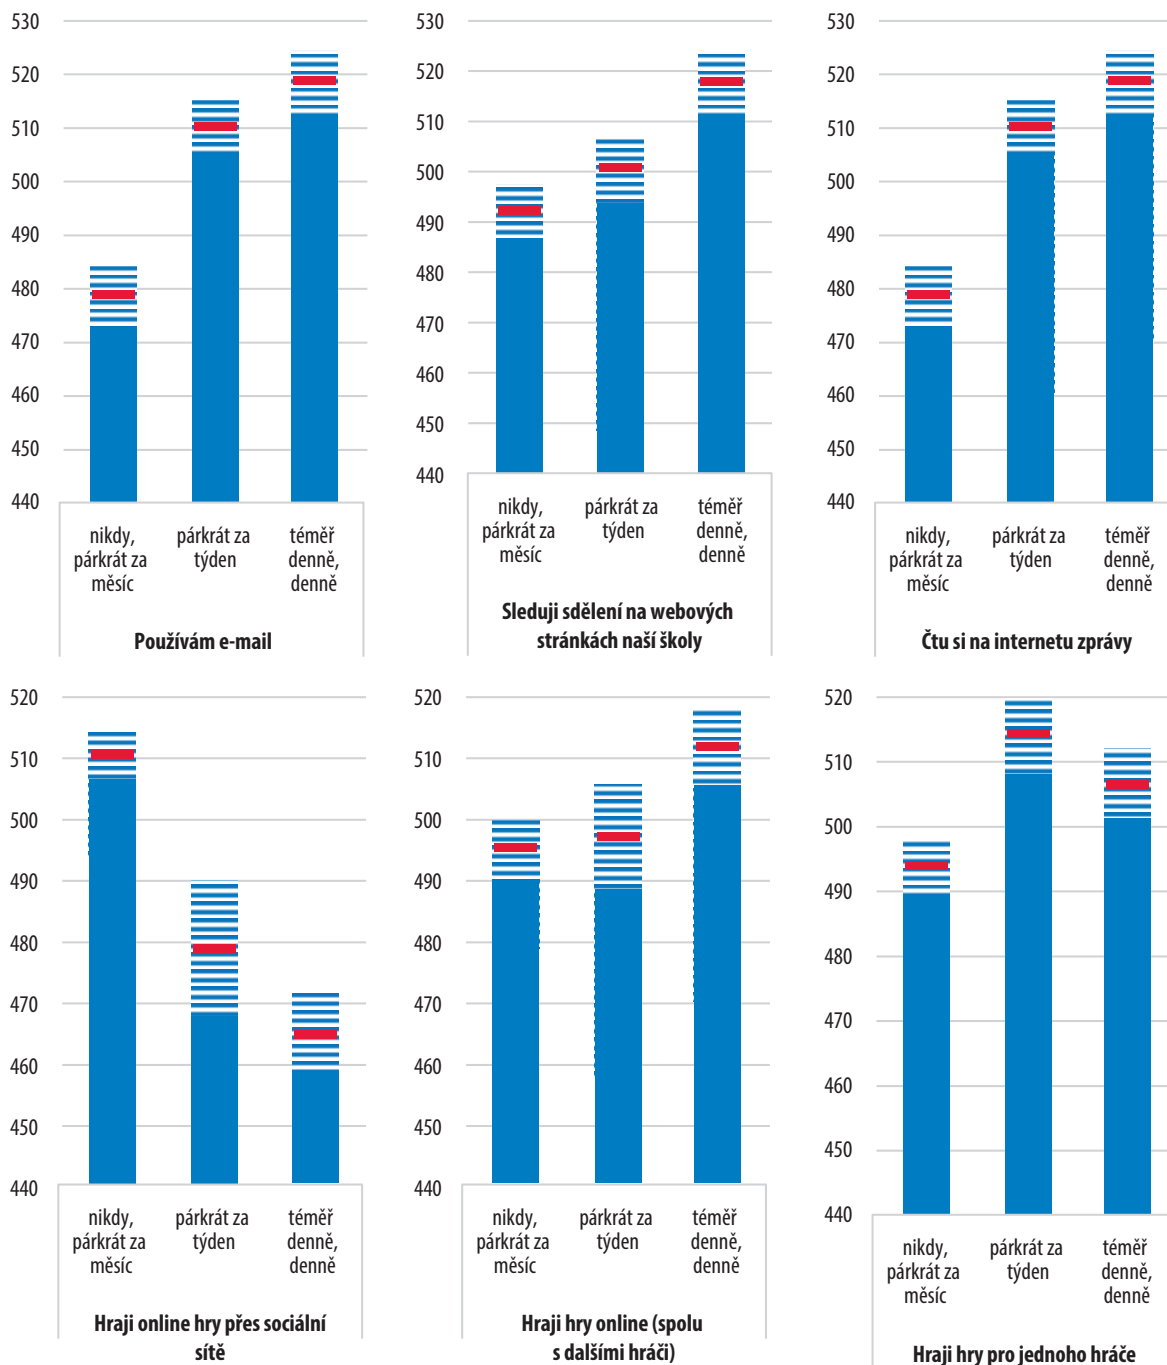 530
520
510
500
490
480
470
460
450
440
nikdy,
párkrát za
měsíc
párkrát za
týden
téměř
denně,
denně
Používám e-mail
530
520
510
500
490
480
470
460
450
440
nikdy,
párkrát za
měsíc
párkrát za
týden
téměř
denně,
denně
Sleduji sdělení na webových
stránkách naší školy
530
520
510
500
490
480
470
460
450
440
nikdy,
párkrát za
měsíc
párkrát za
týden
téměř
denně,
denně
Čtu si na internetu zprávy
520
510
500
490
480
470
460
450
440
nikdy,
párkrát za
měsíc
párkrát za
týden
téměř
denně,
denně
Hraji online hry přes sociální
sítě
520
510
500
490
480
470
460
450
440
nikdy,
párkrát za
měsíc
párkrát za
týden
téměř
denně,
denně
Hraji hry online (spolu
s dalšími hráči)
520
510
500
490
480
470
460
450
440
nikdy,
párkrát za
měsíc
párkrát za
týden
téměř
denně,
denně
Hraji hry pro jednoho hráče